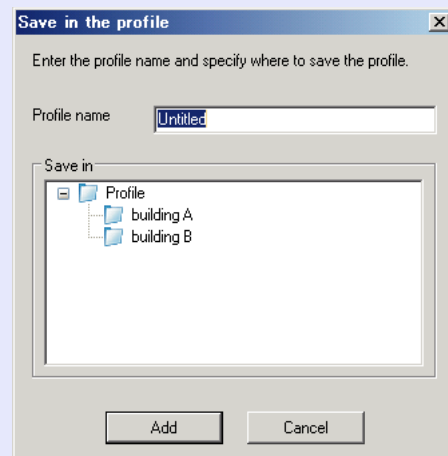 Save in the profile
Enter the profile name and specify where to save the profile.
Profile name
Untitled
Save in
Profile
building A
building B
Add
Cancel